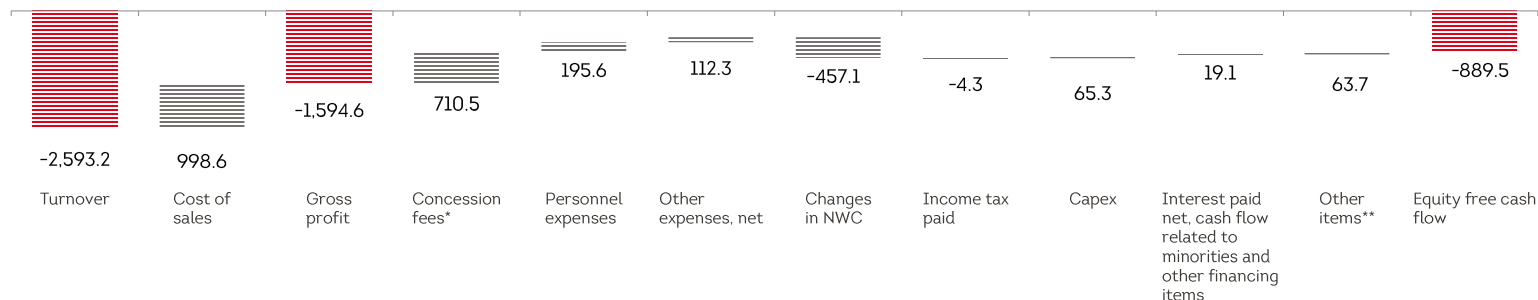 -2,593.2
998.6
-1,594.6
710.5
195.6
112.3
-457.1
-4.3
65.3
19.1
63.7
-889.5
Turnover
Cost of
sales
Gross
profit
Concession
fees*
Personnel
expenses
Other
expenses, net
Changes
in NWC
Income tax
paid
Capex
Interest paid
net, cash flow
related to
minorities and
other financing
items
Other
items**
Equity free cash
flow